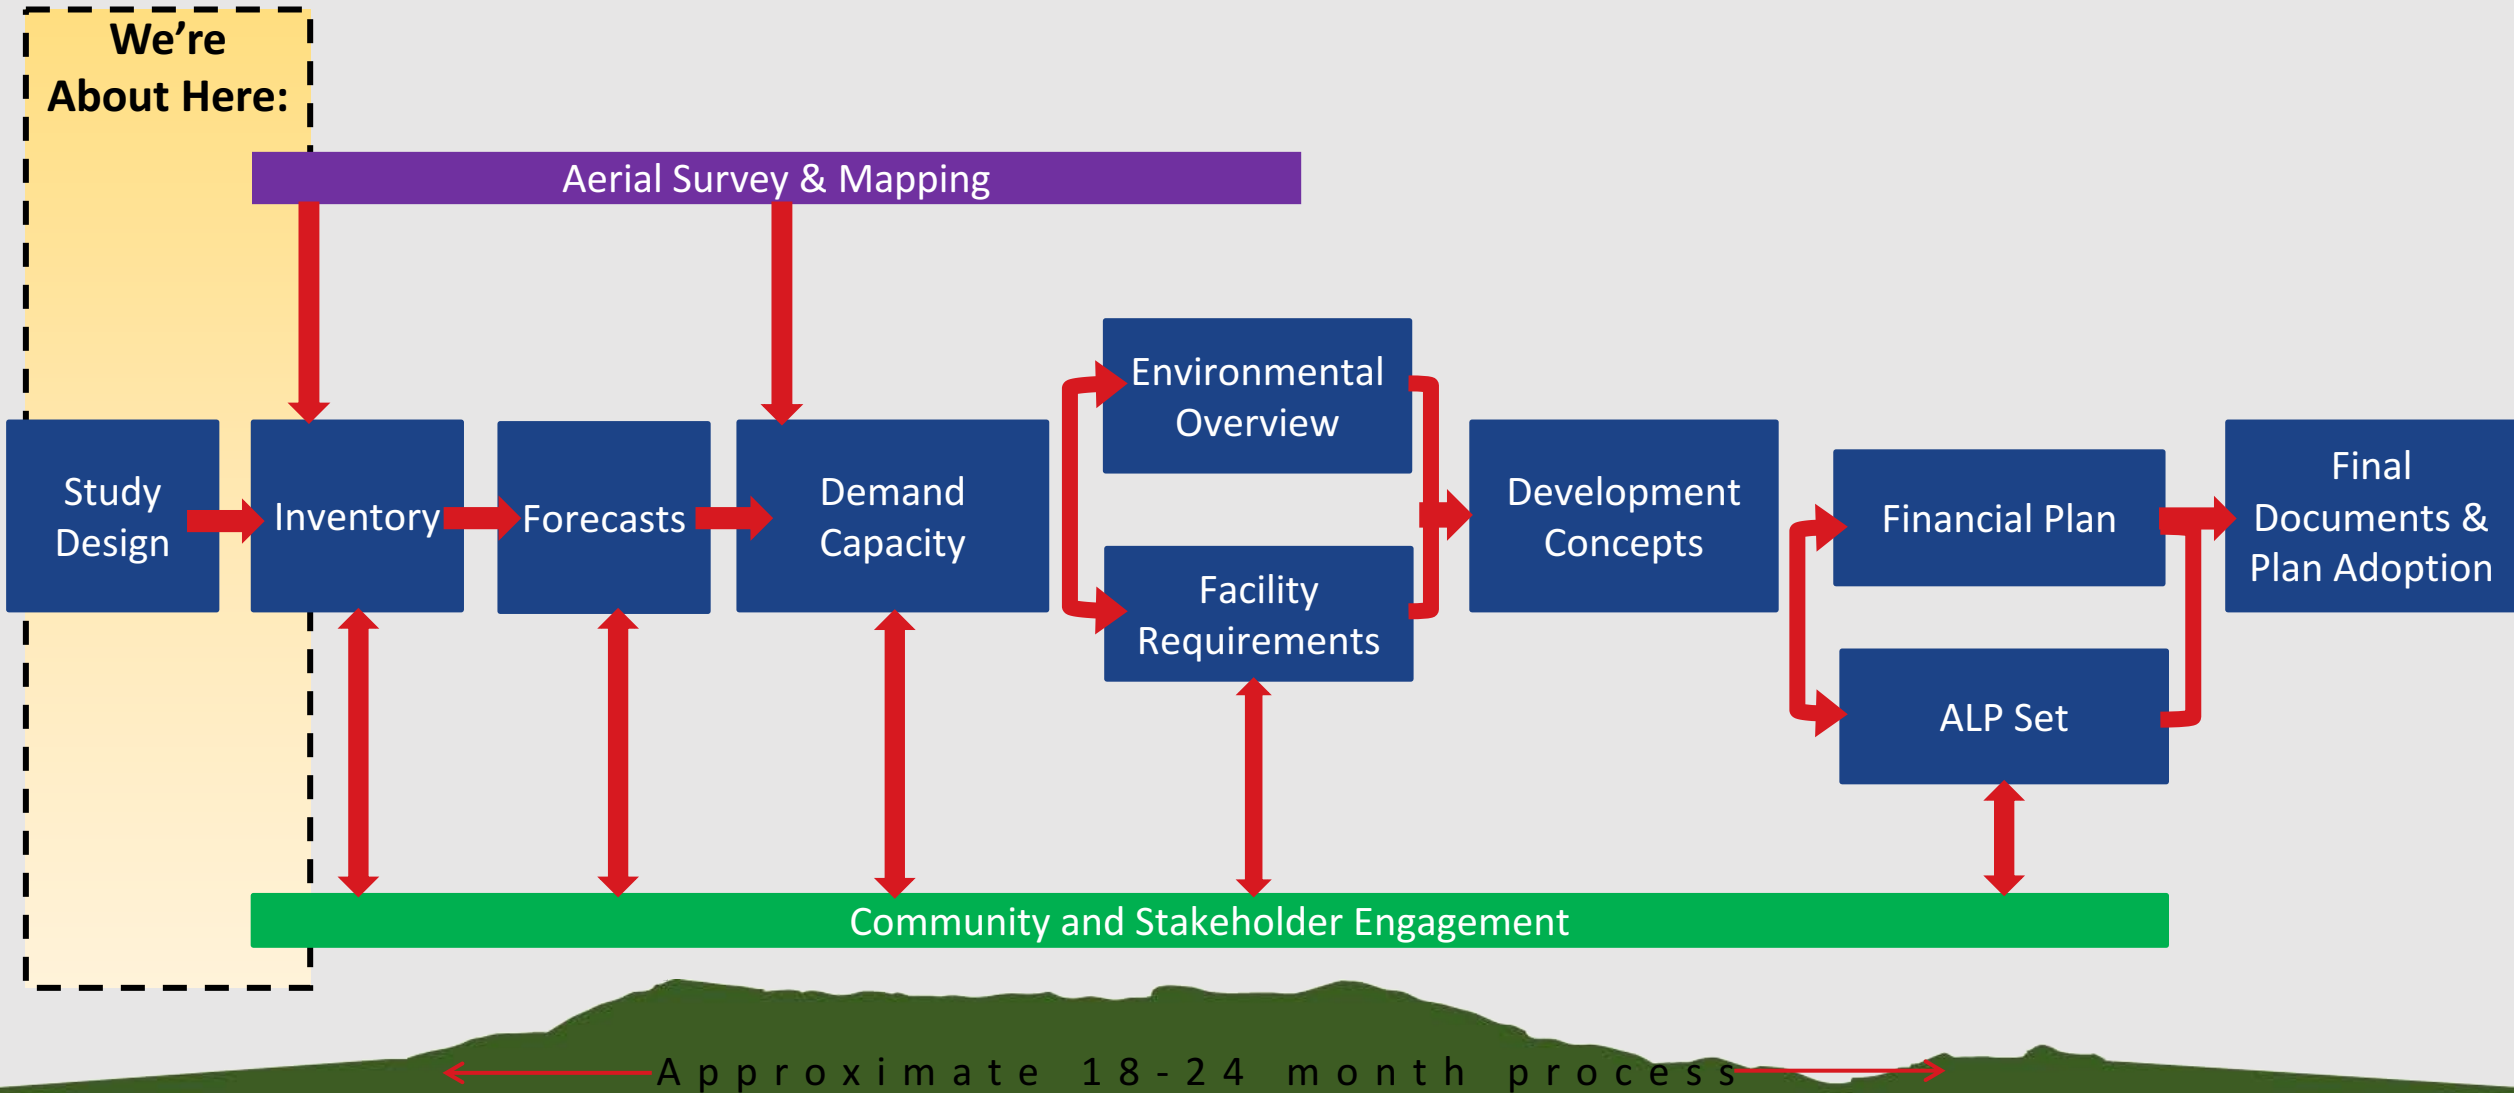 We’re
About Here:
Aerial Survey & Mapping
Study
Design
Inventory
Forecasts
Demand
Capacity
Environmental
Overview
Facility
Requirements
Development
Concepts
Financial Plan
ALP Set
Final
Documents &
Plan Adoption
Community and Stakeholder Engagement
Approximate 18-24 month process